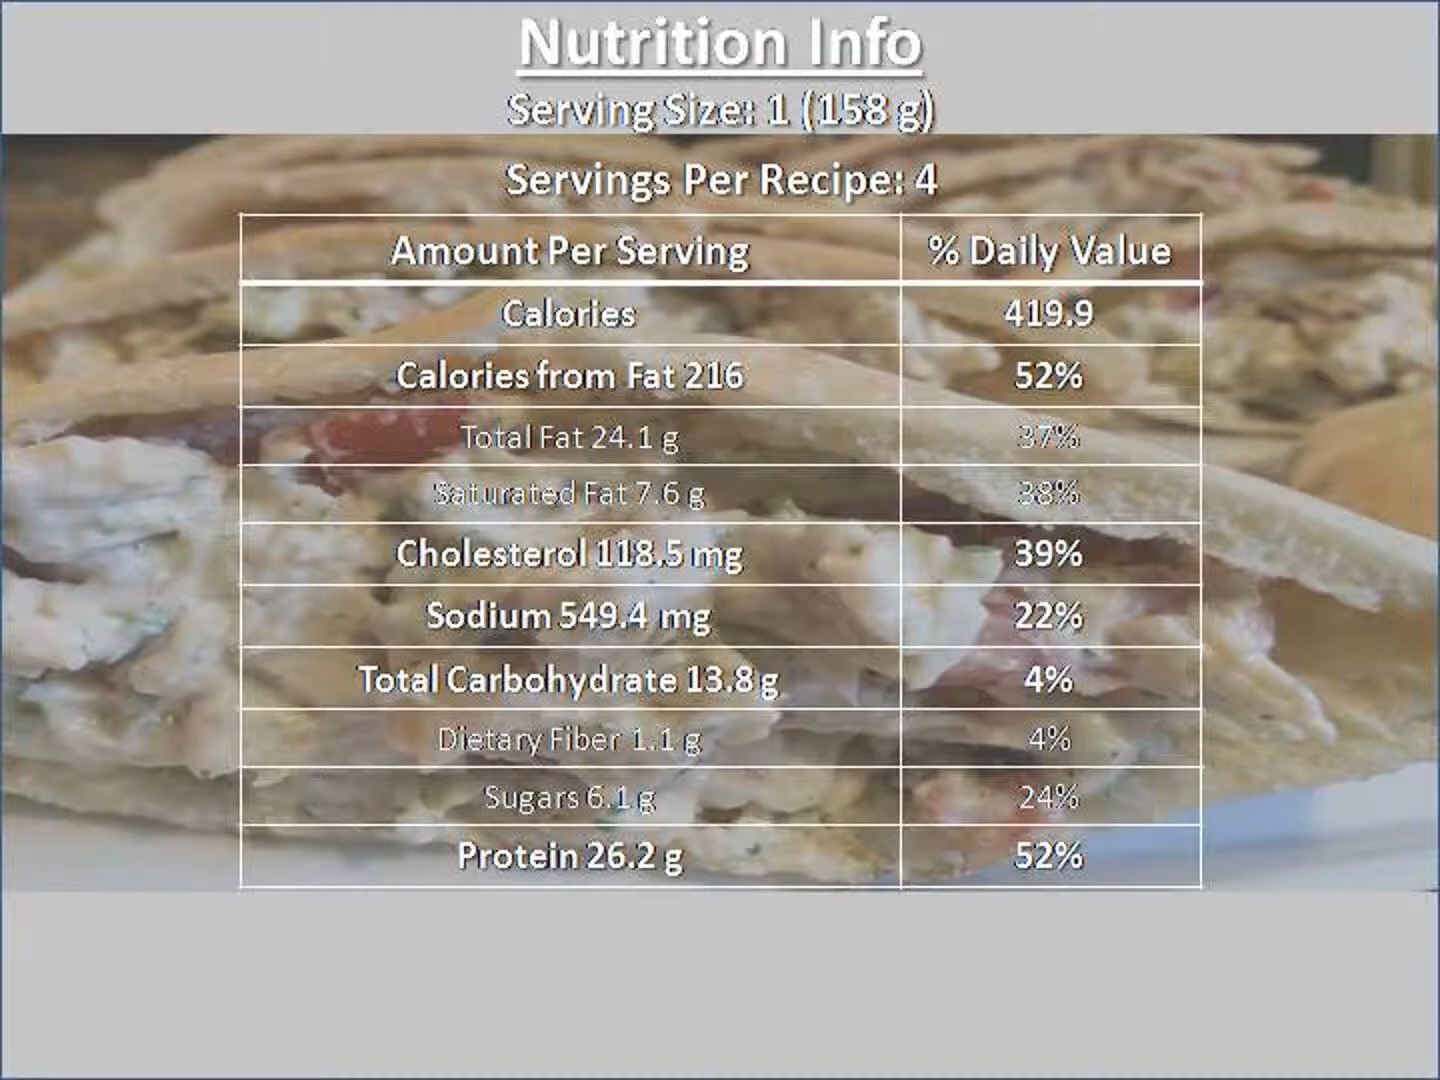 Nutrition Info
Serving Size: 1 (158 g)
Servings Per Recipe: 4
Amount Per Serving % Daily Value
Calories 419.9
Calories from Fat 216 52%
Total Fat 24.1 g 37%
Saturated Fat 7.6 g 38%
Cholesterol 118.5 mg 39%
Sodium 549.4 mg 22%
Total Carbohydrate 13.8 g 4%
Dietary Fiber 1.1 g 4%
Sugars 6.1 g 24%
Protein 26.2 g 52%